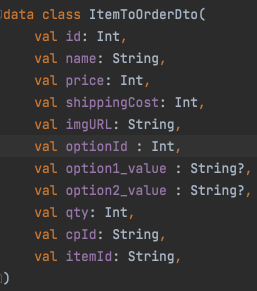 data class ItemToOrderDto(
    val id: Int,
    val name: String,
    val price: Int,
    val shippingCost: Int,
    val imgURL: String,
    val optionId : Int,
    val option1_value : String?,
    val option2_value : String?,
    val qty: Int,
    val cpId: String,
    val itemId: String,
)